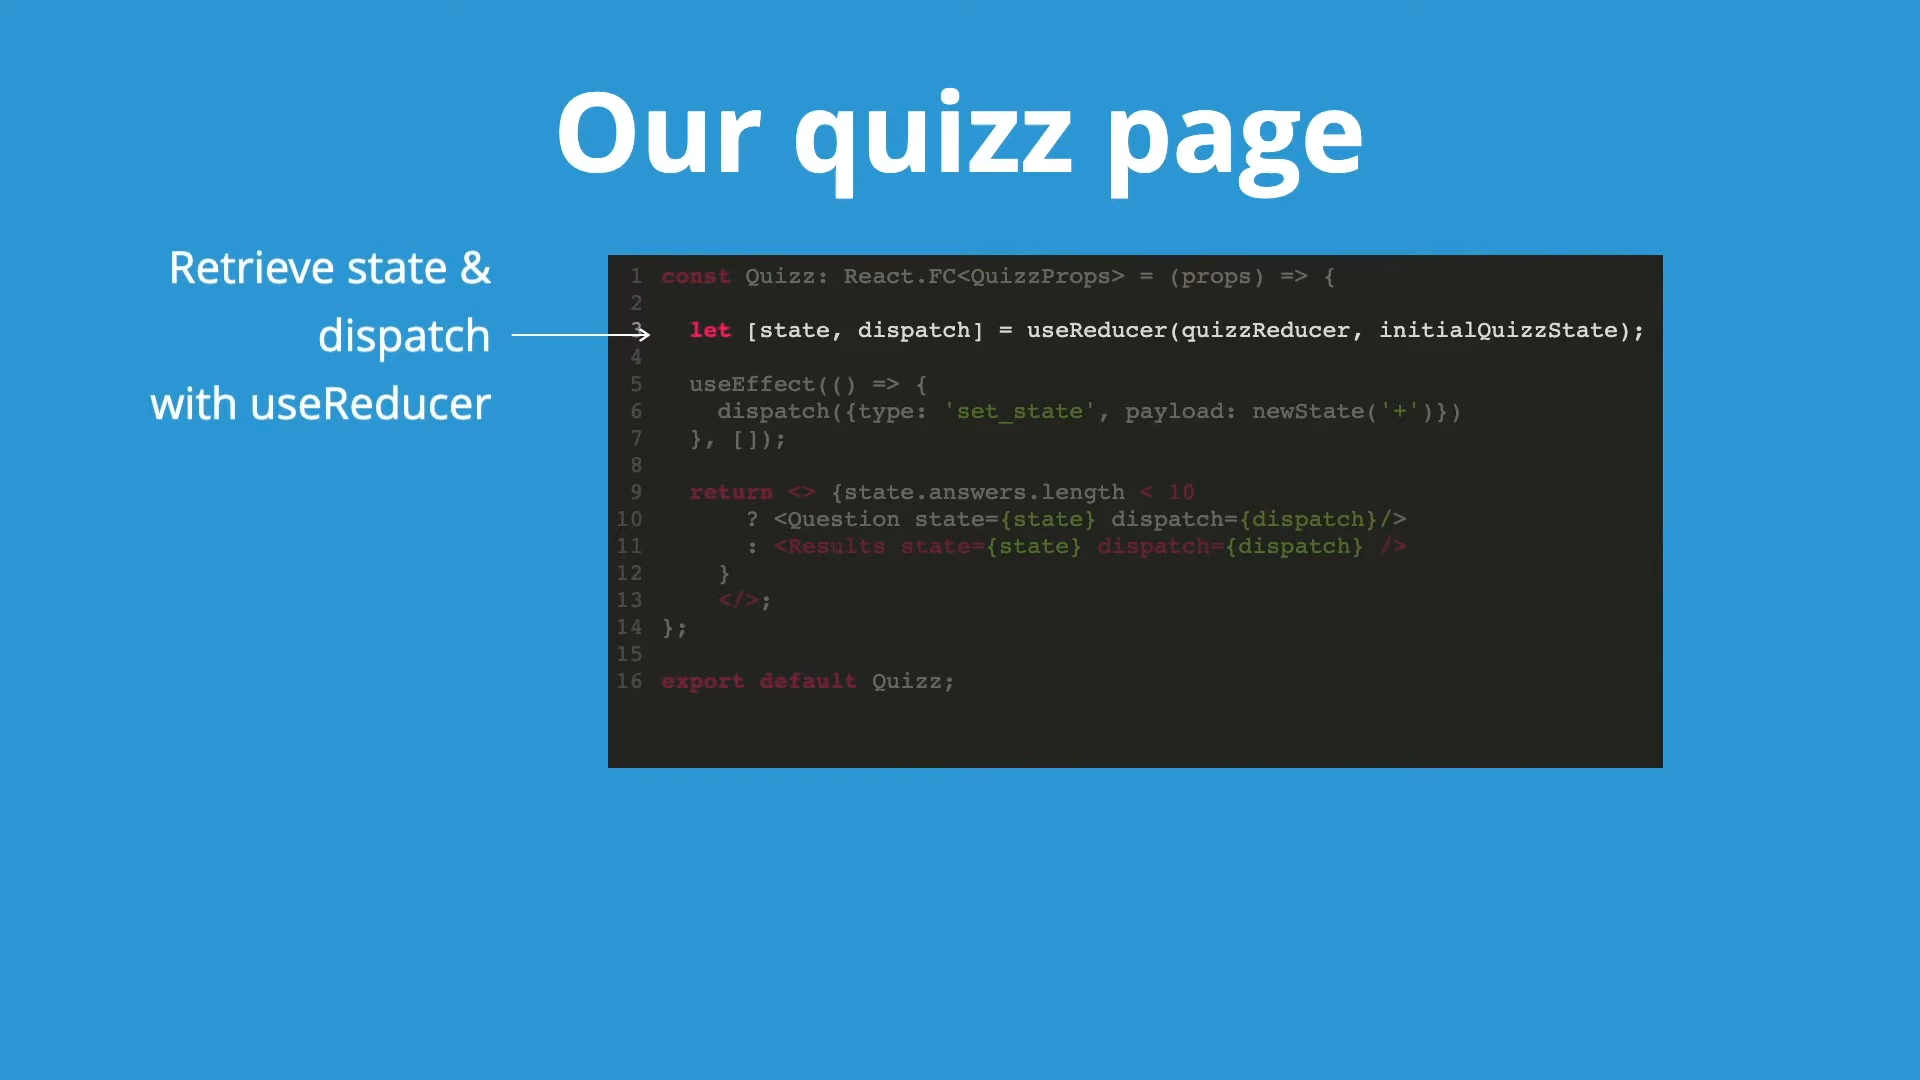 Our quizz page
Retrieve state &
dispatch
with useReducer
1 const Quizz: React.FC<QuizzProps> = (props) => {
2
3   let [state, dispatch] = useReducer(quizzReducer, initialQuizzState);
4
5   useEffect(() => {
6     dispatch({type: 'set_state', payload: newState('+')})
7   }, []);
8
9   return <> {state.answers.length < 10
10       ? <Question state={state} dispatch={dispatch}/>
11       : <Results state={state} dispatch={dispatch} />
12     }
13     </>;
14 };
15
16 export default Quizz;